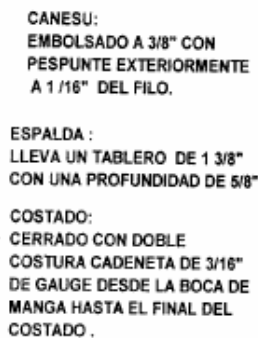 CANESU:
EMBOLSADO A 3/8" CON
PESPUNTE EXTERIORMENTE
A 1 /16" DEL FILO.
ESPALDA :
LLEVA UN TABLERO DE 1 3/8"
CON UNA PROFUNDIDAD DE 5/8"
COSTADO:
CERRADO CON DOBLE
COSTURA CADENETA DE 3/16"
DE GAUGE DESDE LA BOCA DE
MANGA HASTA EL FINAL DEL
COSTADO .